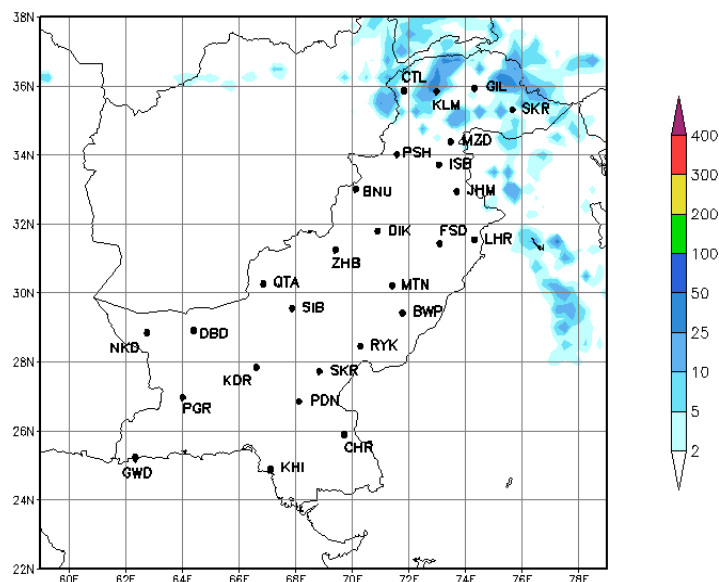 38N
36N
34N
32N
30N
28N
26N
24N
22N
CTL
GIL
KLM
SKR
MZD
PSH
ISB
BNU
JHM
DIK
FSD
LHR
ZHB
QTA
MTN
SIB
BWP
DBD
NKD
RYK
KDR
SKR
PGR
PDN
CHR
GWD
KHI
60E
62E
64E
66E
68E
70E
72E
74E
76E
78E
400
300
200
100
50
25
10
5
2